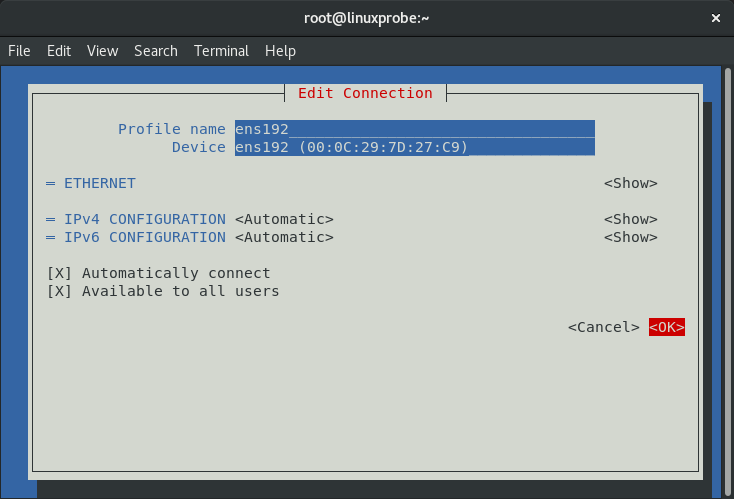 root@linuxprobe:~ ×
File Edit View Search Terminal Help
Edit Connection
Profile name ens192
Device ens192 (00:0C:29:7D:27:C9)
= ETHERNET <Show>
= IPv4 CONFIGURATION <Automatic> <Show>
= IPv6 CONFIGURATION <Automatic> <Show>
[X] Automatically connect
[X] Available to all users
<Cancel> <OK>